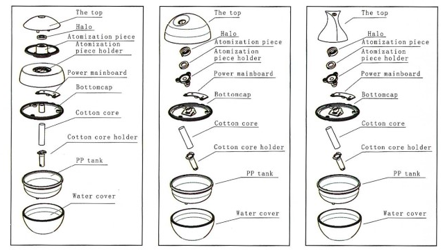 The top
Halo
Atomization piece
Atomization
piece holder
Power mainboard
Bottomcap
Cotton core
Cotton core holder
PP tank
Water cover
The top
Halo
Atomization piece
Atomization
piece holder
Power mainboard
Bottomcap
Cotton core
Cotton core holder
PP tank
Water cover
The top
Halo
Atomization piece
Atomization
piece holder
Power mainboard
Bottomcap
Cotton core
Cotton core holder
PP tank
Water cover